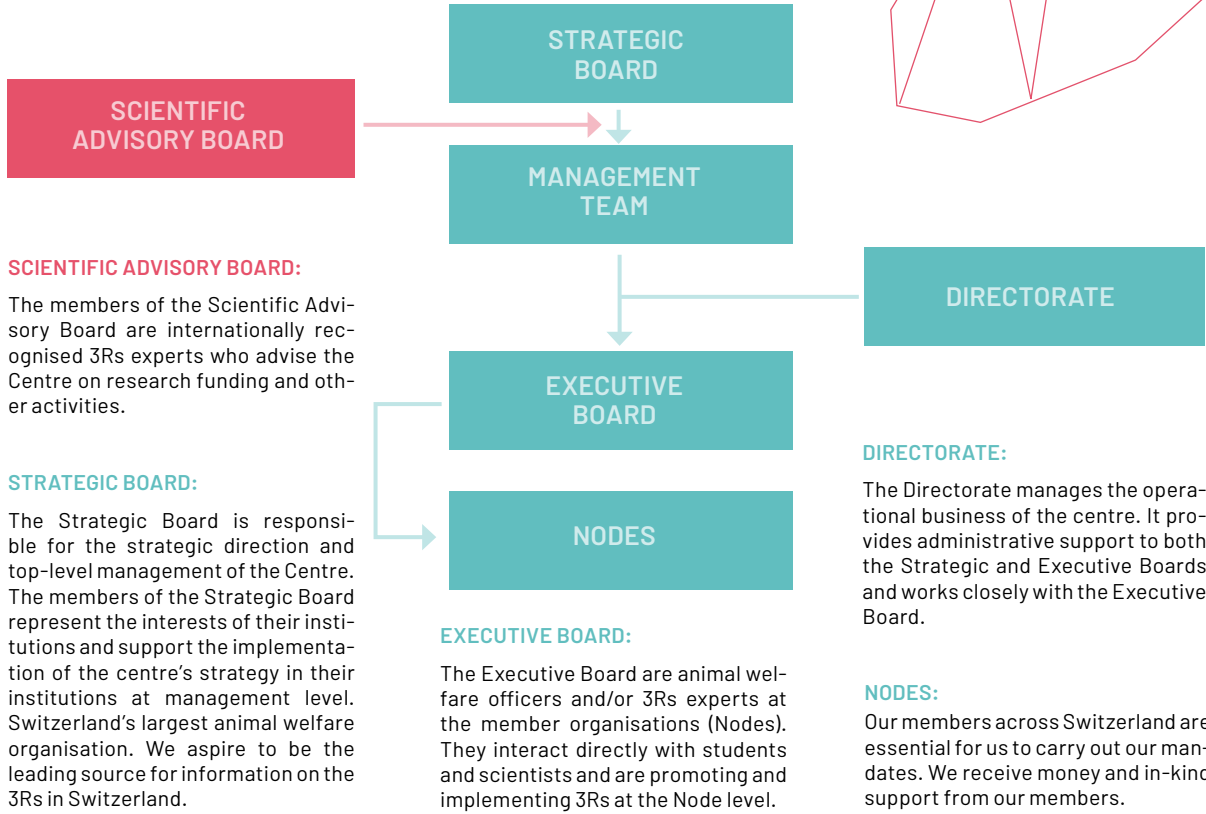 STRATEGIC
BOARD
SCIENTIFIC
ADVISORY BOARD
MANAGEMENT
TEAM
DIRECTORATE
EXECUTIVE
BOARD
NODES
SCIENTIFIC ADVISORY BOARD:
The members of the Scientific Advi-
sory Board are internationally rec-
ognised 3Rs experts who advise the
Centre on research funding and oth-
er activities.
STRATEGIC BOARD:
The Strategic Board is responsi-
ble for the strategic direction and
top-level management of the Centre.
The members of the Strategic Board
represent the interests of their insti-
tutions and support the implementa-
tion of the centre's strategy in their
institutions at management level.
Switzerland's largest animal welfare
organisation. We aspire to be the
leading source for information on the
3Rs in Switzerland.
EXECUTIVE BOARD:
The Executive Board are animal wel-
fare officers and/or 3Rs experts at
the member organisations (Nodes).
They interact directly with students
and scientists and are promoting and
implementing 3Rs at the Node level.
DIRECTORATE:
The Directorate manages the opera-
tional business of the centre. It pro-
vides administrative support to both
the Strategic and Executive Boards
and works closely with the Executive
Board.
NODES:
Our members across Switzerland are
essential for us to carry out our man-
dates. We receive money and in-kind
support from our members.